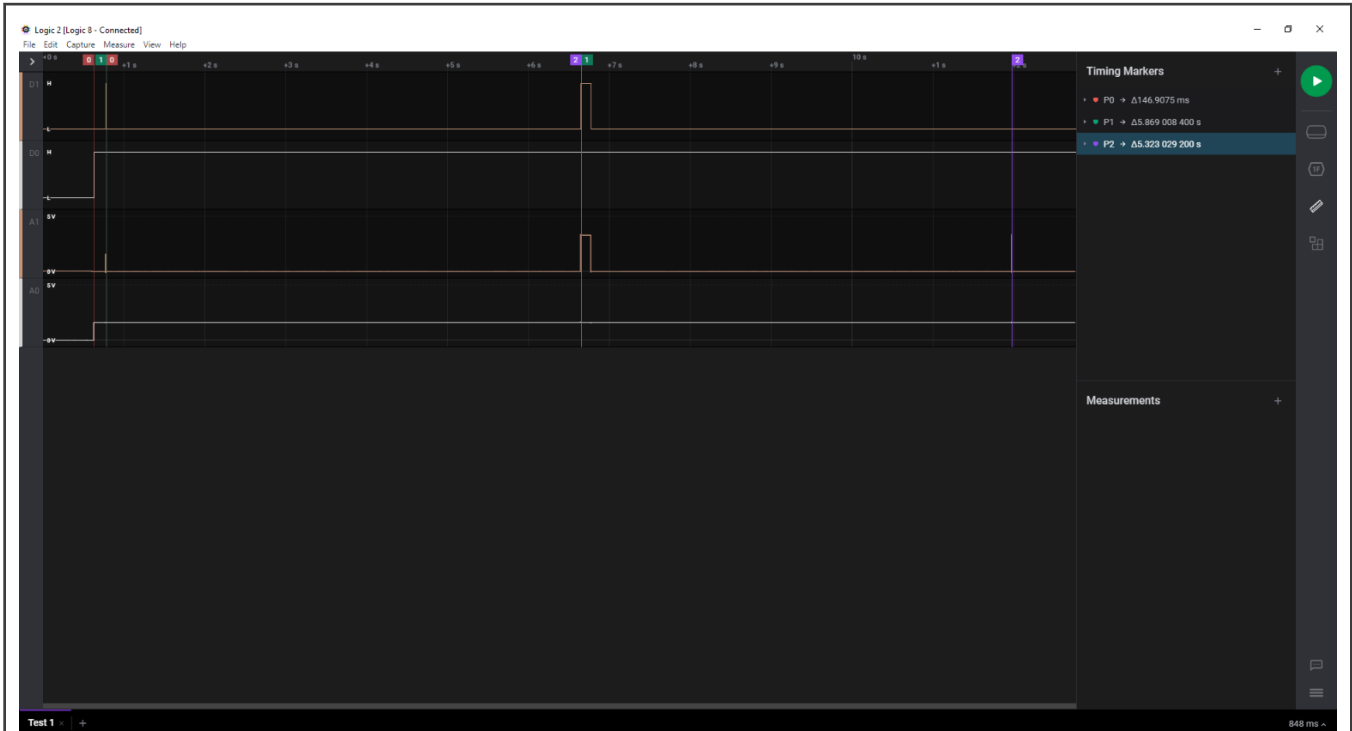 Logic 2 [Logic 8 - Connected]
File Edit Capture Measure View Help
+0 s 0 1 0 +1 s +2 s +3 s +4 s +5 s +6 s 2 1 +7 s +8 s +9 s 10 s +1 s 2
D1 H
L
D0 H
L
A1 5V
0V
A0 5V
0V
Timing Markers +
P0 → Δ146.9075 ms
P1 → Δ5.869 008 400 s
P2 → Δ5.323 029 200 s
1F
Measurements +
Test 1 × +
848 ms